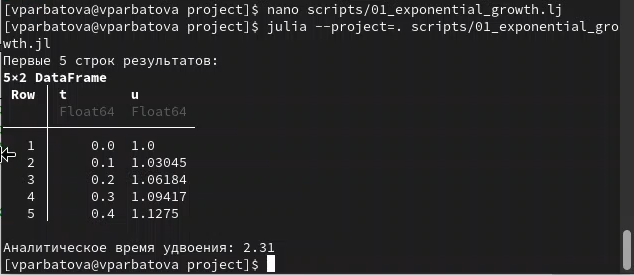 [vparbatova@vparbatova project]$ nano scripts/01_exponential_growth.lj
[vparbatova@vparbatova project]$ julia --project=. scripts/01_exponential_gro
wth.jl
Первые 5 строк результатов:
5×2 DataFrame
Row t u
Float64 Float64
1 0.0 1.0
2 0.1 1.03045
3 0.2 1.06184
4 0.3 1.09417
5 0.4 1.1275
Аналитическое время удвоения: 2.31
[vparbatova@vparbatova project]$